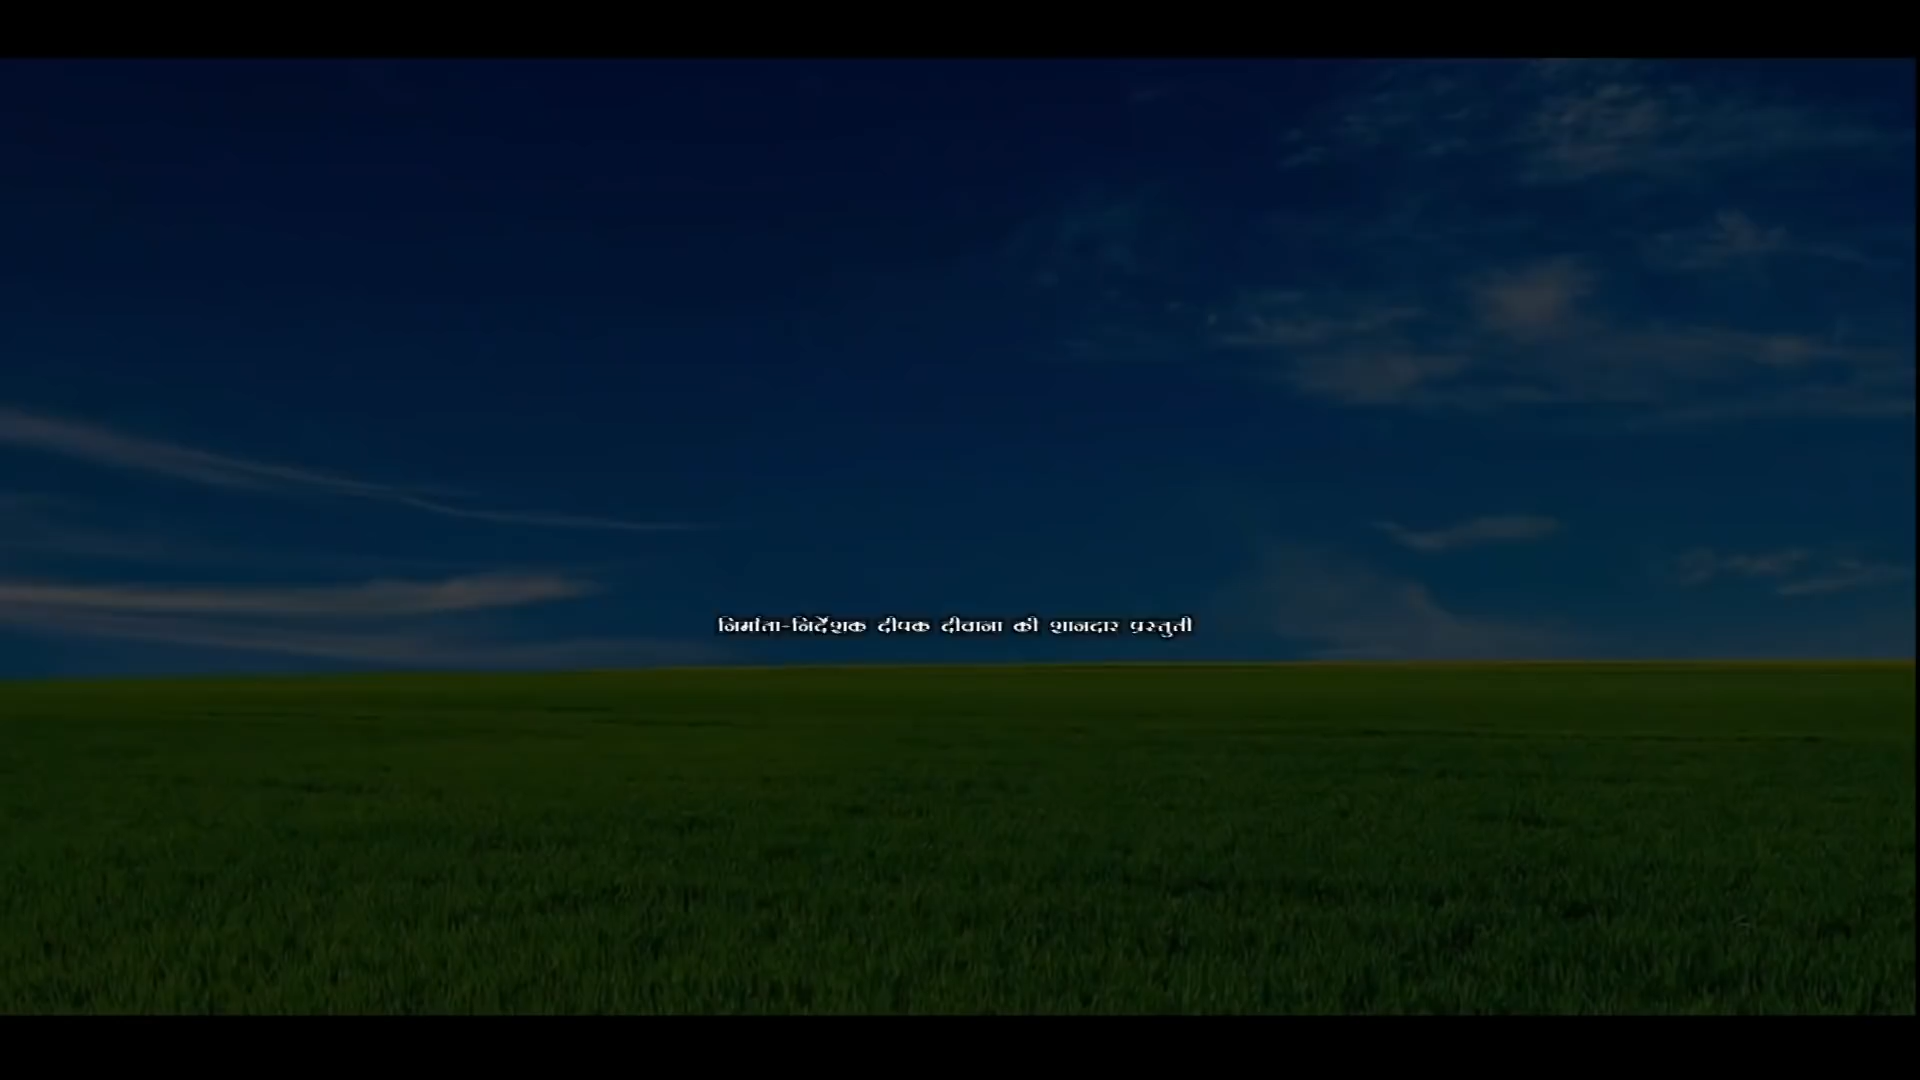 निर्माता-निर्देशक दीपक दीवाना की शानदार प्रस्तुती